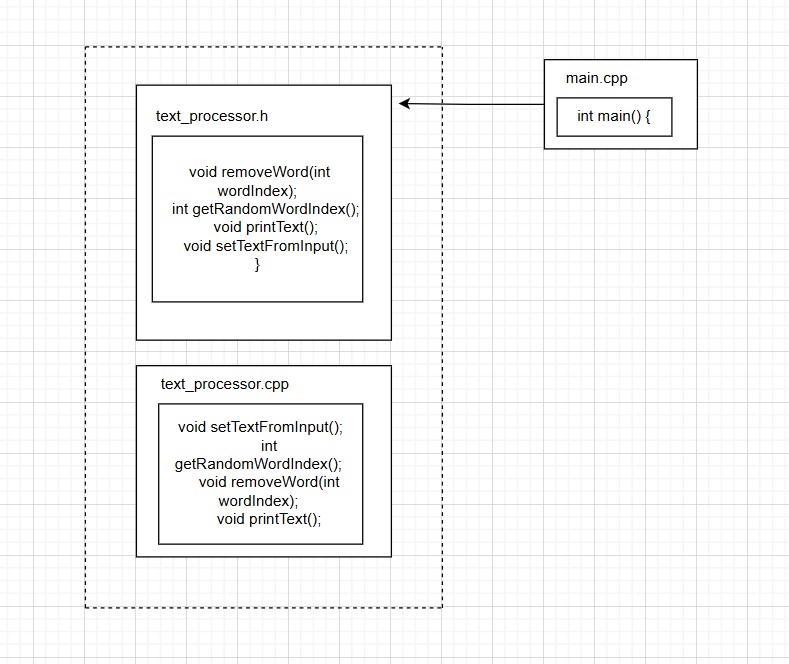 main.cpp
int main() {
text_processor.h
void removeWord(int
wordIndex);
int getRandomWordIndex();
void printText();
void setTextFromInput();
}
text_processor.cpp
void setTextFromInput();
int
getRandomWordIndex();
void removeWord(int
wordIndex);
void printText();